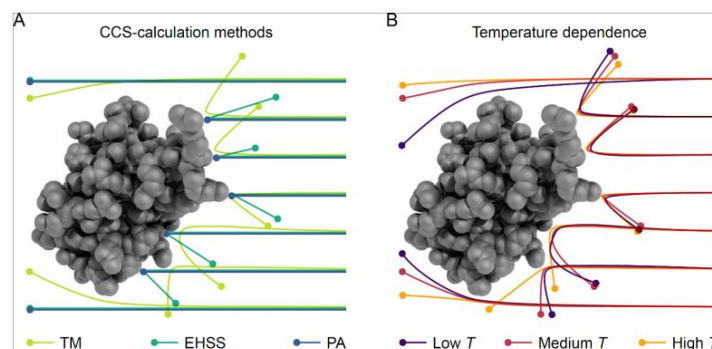 A
CCS-calculation methods
B
Temperature dependence
TM
EHSS
PA
Low T
Medium T
High T